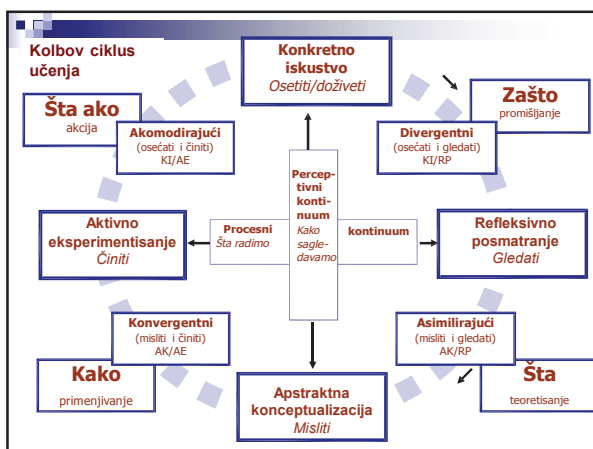 Kolbov ciklus
učenja
Konkretno
iskustvo
Osetiti/doživeti
Šta ako
akcija
Zašto
promišljanje
Akomodirajući
(osećati i činiti)
KI/AE
Divergentni
(osećati i gledati)
KI/RP
Aktivno
eksperimentisanje
Činiti
Procesni
Šta radimo
Percep-
tivni
konti-
nuum
Kako
sagle-
davamo
kontinuum
Refleksivno
posmatranje
Gledati
Konvergentni
(misliti i činiti)
AK/AE
Asimilirajući
(misliti i gledati)
AK/RP
Kako
primenjivanje
Apstraktna
konceptualizacija
Misliti
Šta
teoretisanje